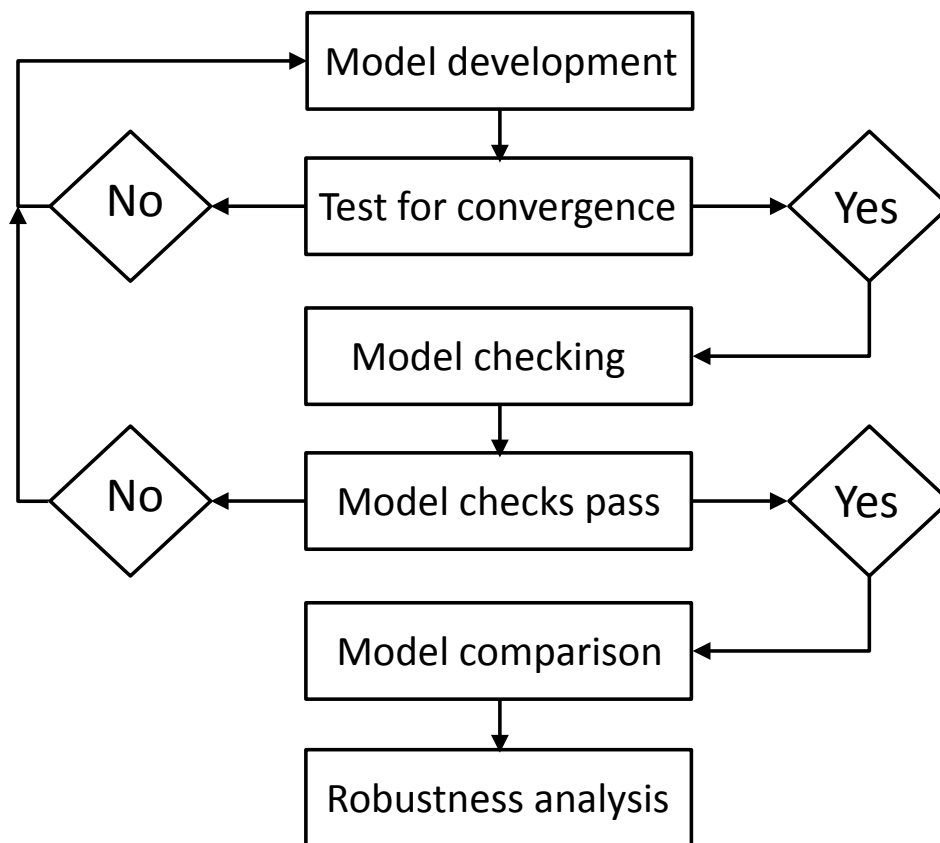 Model development
No
Test for convergence
Yes
Model checking
No
Model checks pass
Yes
Model comparison
Robustness analysis